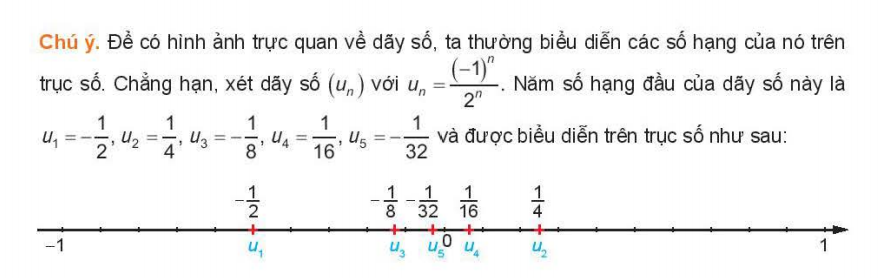 Chú ý. Để có hình ảnh trực quan về dãy số, ta thường biểu diễn các số hạng của nó trên
trục số. Chẳng hạn, xét dãy số (uₙ) với uₙ = (−1)ⁿ/2ⁿ. Năm số hạng đầu của dãy số này là
u₁ = −1/2, u₂ = 1/4, u₃ = −1/8, u₄ = 1/16, u₅ = −1/32 và được biểu diễn trên trục số như sau:
−1/2 −1/8 −1/32 1/16 1/4
−1 u₁ u₃ u₅ 0 u₄ u₂ 1